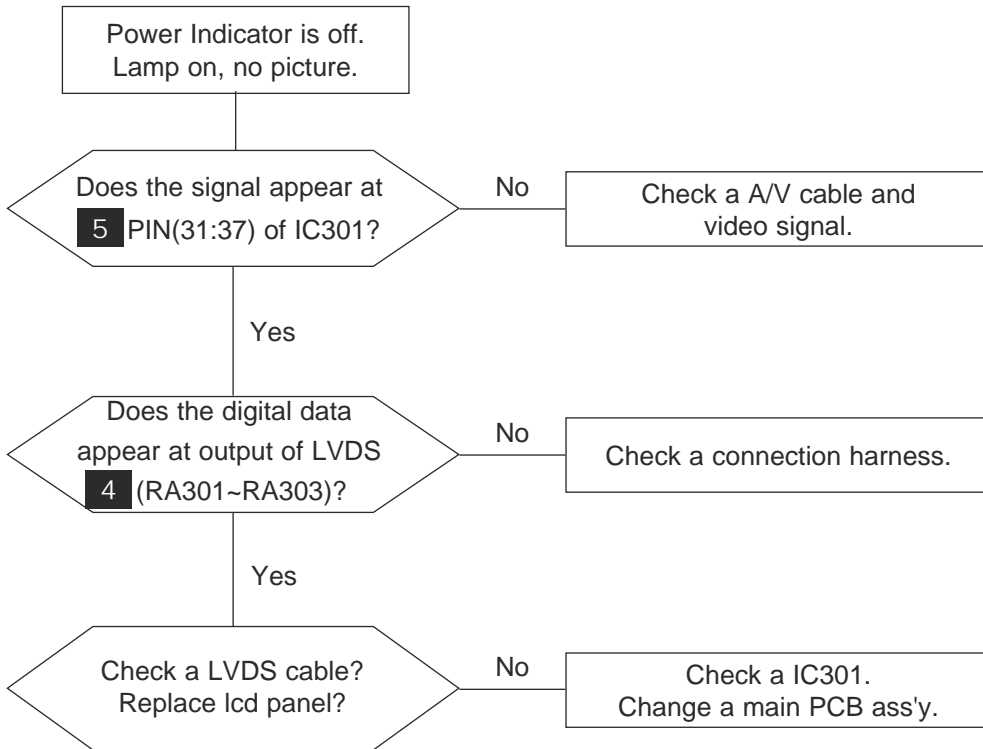 Power Indicator is off.
Lamp on, no picture.
Does the signal appear at
5 PIN(31:37) of IC301?
No
Check a A/V cable and
video signal.
Yes
Does the digital data
appear at output of LVDS
4 (RA301~RA303)?
No
Check a connection harness.
Yes
Check a LVDS cable?
Replace lcd panel?
No
Check a IC301.
Change a main PCB ass'y.